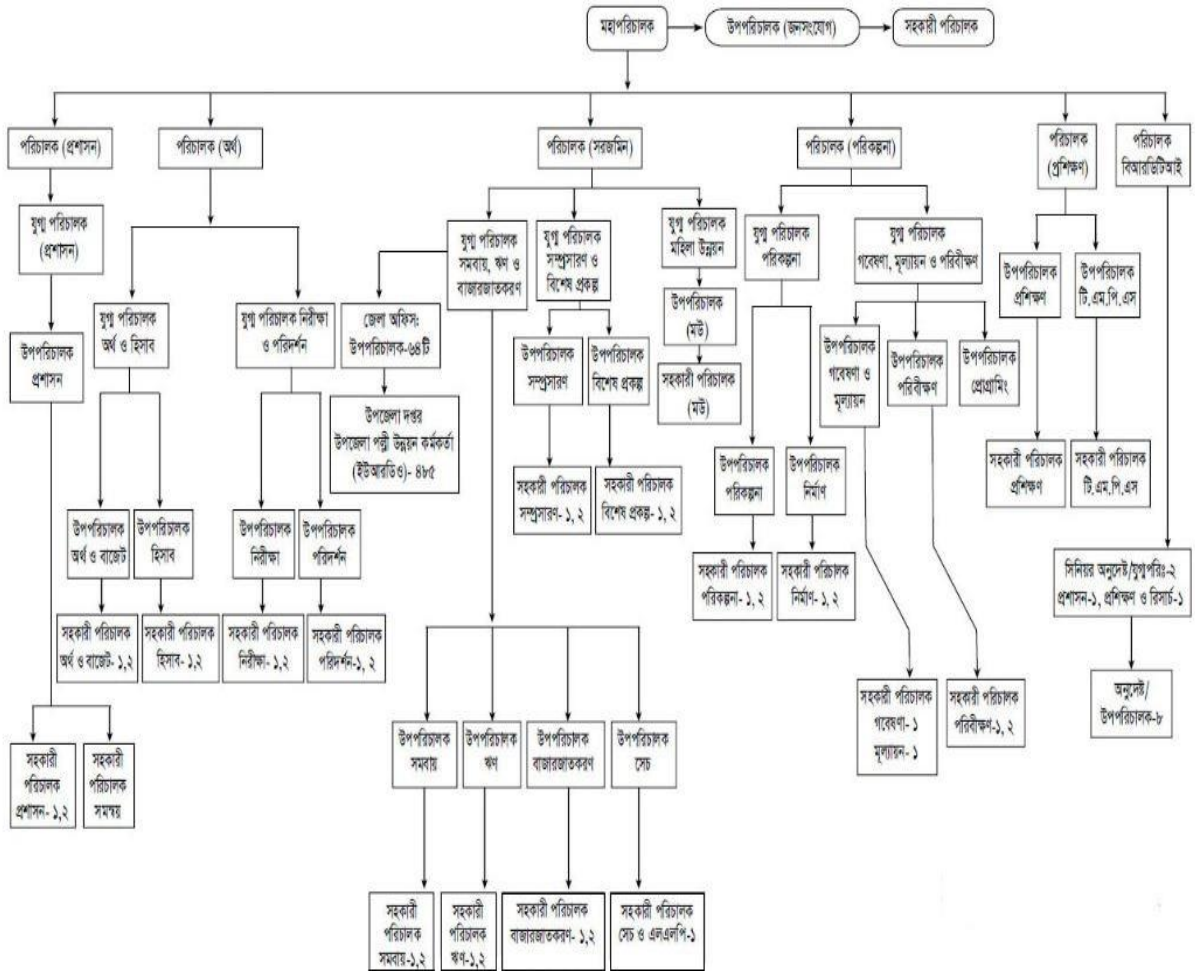 মহাপরিচালক
উপপরিচালক (জনসংযোগ)
সহকারী পরিচালক
পরিচালক (প্রশাসন)
পরিচালক (অর্থ)
পরিচালক (সরজমিন)
পরিচালক (পরিকল্পনা)
পরিচালক
(প্রশিক্ষণ)
পরিচালক
বিআরডিটিআই
যুগ্ম পরিচালক
(প্রশাসন)
যুগ্ম পরিচালক
সমবায়, ঋণ ও
বাজারজাতকরণ
যুগ্ম পরিচালক
সম্প্রসারণ ও
বিশেষ প্রকল্প
যুগ্ম পরিচালক
মহিলা উন্নয়ন
যুগ্ম পরিচালক
পরিকল্পনা
যুগ্ম পরিচালক
গবেষণা, মূল্যায়ন ও পরিবীক্ষণ
উপপরিচালক
প্রশিক্ষণ
উপপরিচালক
টি.এম.পি.এস
যুগ্ম পরিচালক
অর্থ ও হিসাব
যুগ্ম পরিচালক নিরীক্ষা
ও পরিদর্শন
জেলা অফিস:
উপপরিচালক-৬৪টি
উপপরিচালক
(মউ)
উপপরিচালক
প্রশাসন
উপপরিচালক
সম্প্রসারণ
উপপরিচালক
বিশেষ প্রকল্প
সহকারী পরিচালক
(মউ)
উপপরিচালক
গবেষণা ও
মূল্যায়ন
উপপরিচালক
পরিবীক্ষণ
উপপরিচালক
প্রোগ্রামিং
উপজেলা দপ্তর
উপজেলা পল্লী উন্নয়ন কর্মকর্তা
(ইউআরডিও)- ৪৮৫
সহকারী পরিচালক
প্রশিক্ষণ
সহকারী পরিচালক
টি.এম.পি.এস
উপপরিচালক
পরিকল্পনা
উপপরিচালক
নির্মাণ
সহকারী পরিচালক
সম্প্রসারণ- ১, ২
সহকারী পরিচালক
বিশেষ প্রকল্প- ১, ২
উপপরিচালক
অর্থ ও বাজেট
উপপরিচালক
হিসাব
উপপরিচালক
নিরীক্ষা
উপপরিচালক
পরিদর্শন
সহকারী পরিচালক
পরিকল্পনা- ১, ২
সহকারী পরিচালক
নির্মাণ- ১, ২
সিনিয়র অনুদেষ্ট/যুগ্মপরিঃ-২
প্রশাসন-১, প্রশিক্ষণ ও রিসার্চ-১
সহকারী পরিচালক
অর্থ ও বাজেট- ১,২
সহকারী পরিচালক
হিসাব- ১,২
সহকারী পরিচালক
নিরীক্ষা- ১,২
সহকারী পরিচালক
পরিদর্শন-১, ২
সহকারী পরিচালক
গবেষণা- ১
মূল্যায়ন- ১
সহকারী পরিচালক
পরিবীক্ষণ-১, ২
অনুদেষ্ট/
উপপরিচালক-৮
সহকারী
পরিচালক
প্রশাসন- ১,২
সহকারী
পরিচালক
সমন্বয়
উপপরিচালক
সমবায়
উপপরিচালক
ঋণ
উপপরিচালক
বাজারজাতকরণ
উপপরিচালক
সেচ
সহকারী
পরিচালক
সমবায়-১,২
সহকারী
পরিচালক
ঋণ-১,২
সহকারী পরিচালক
বাজারজাতকরণ- ১,২
সহকারী পরিচালক
সেচ ও এলএলপি-১